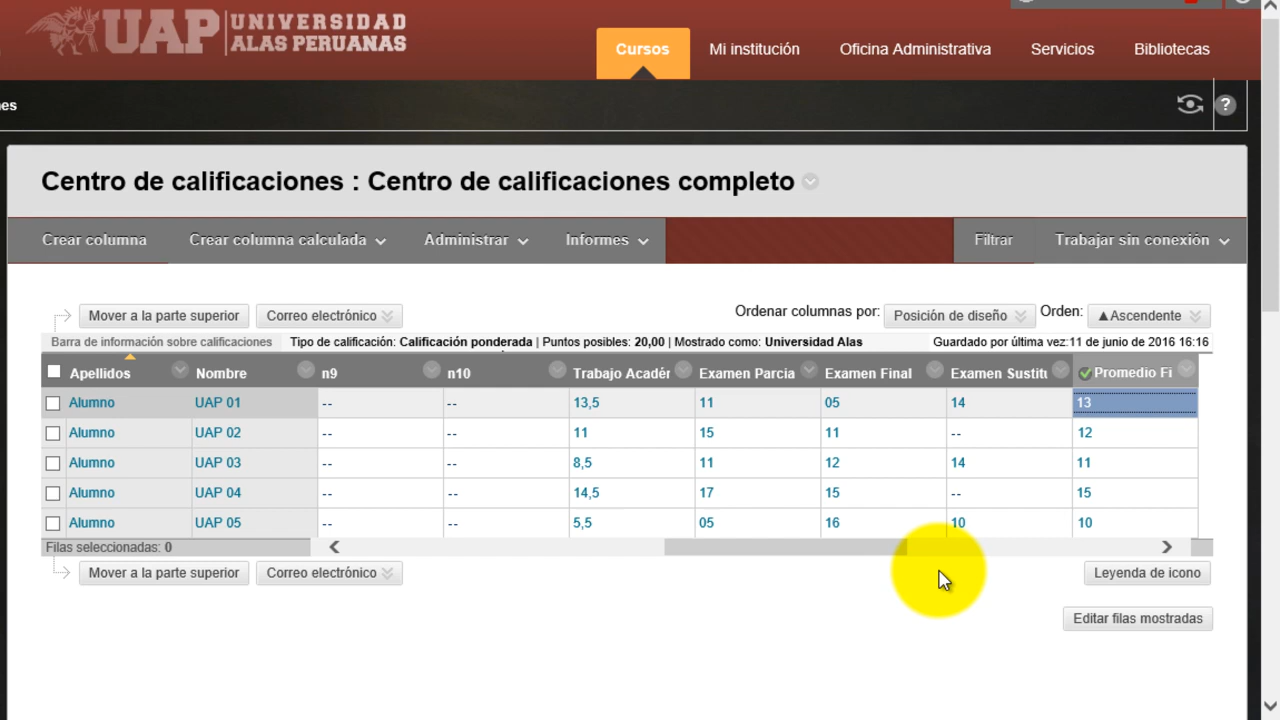 UAP UNIVERSIDAD
ALAS PERUANAS
Cursos Mi institución Oficina Administrativa Servicios Bibliotecas
nes
?
Centro de calificaciones : Centro de calificaciones completo
Crear columna Crear columna calculada Administrar Informes Filtrar Trabajar sin conexión
Mover a la parte superior Correo electrónico Ordenar columnas por: Posición de diseño Orden: ▲Ascendente
Barra de información sobre calificaciones Tipo de calificación: Calificación ponderada | Puntos posibles: 20,00 | Mostrado como: Universidad Alas Guardado por última vez:11 de junio de 2016 16:16
Apellidos Nombre n9 n10 Trabajo Acadér Examen Parcia Examen Final Examen Sustitu Promedio Fi
Alumno UAP 01 -- -- 13,5 11 05 14 13
Alumno UAP 02 -- -- 11 15 11 -- 12
Alumno UAP 03 -- -- 8,5 11 12 14 11
Alumno UAP 04 -- -- 14,5 17 15 -- 15
Alumno UAP 05 -- -- 5,5 05 16 10 10
Filas seleccionadas: 0
Mover a la parte superior Correo electrónico Leyenda de icono
Editar filas mostradas